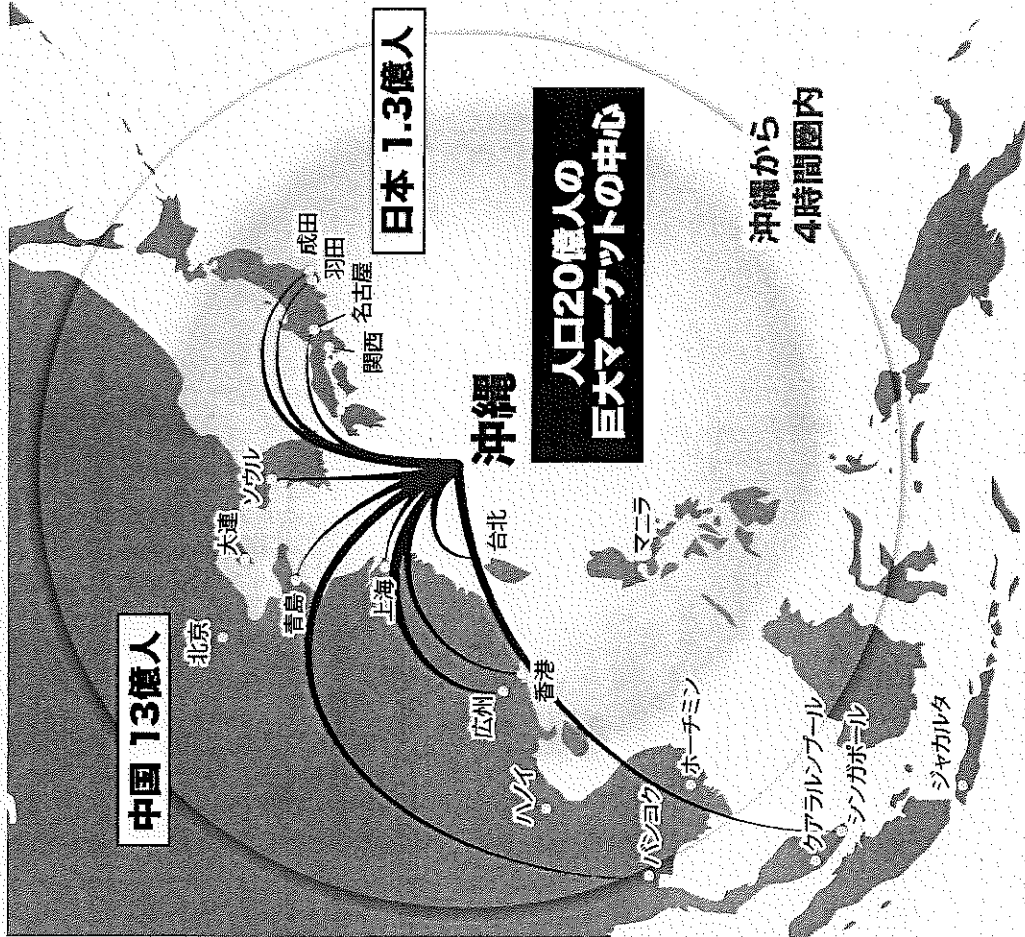 中国 13億人
日本 1.3億人
北京
大連
ソウル
青島
上海
成田
羽田
名古屋
関西
沖縄
人口20億人の
巨大マーケットの中心
沖縄から
4時間圏内
台北
広州
香港
マニラ
ハノイ
バンコク
ホーチミン
クアラルンプール
シンガポール
ジャカルタ